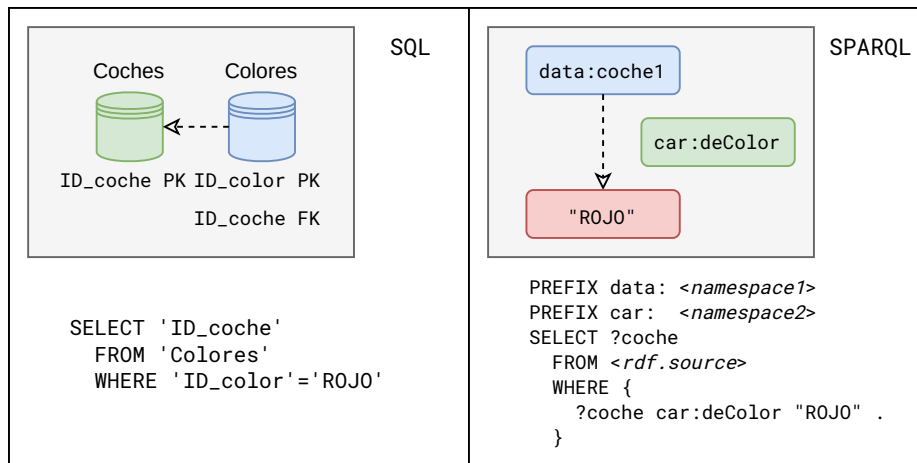 SQL
Coches Colores
ID_coche PK ID_color PK
ID_coche FK
SELECT 'ID_coche'
FROM 'Colores'
WHERE 'ID_color'='ROJO'
SPARQL
data:coche1
car:deColor
"ROJO"
PREFIX data: <namespace1>
PREFIX car:  <namespace2>
SELECT ?coche
FROM <rdf.source>
WHERE {
?coche car:deColor "ROJO" .
}